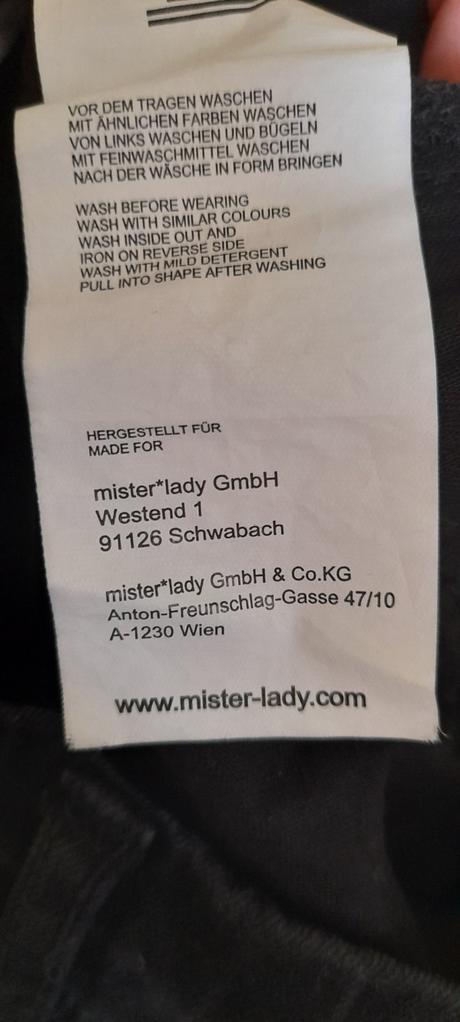 VOR DEM TRAGEN WASCHEN
MIT ÄHNLICHEN FARBEN WASCHEN
VON LINKS WASCHEN UND BÜGELN
MIT FEINWASCHMITTEL WASCHEN
NACH DER WÄSCHE IN FORM BRINGEN
WASH BEFORE WEARING
WASH WITH SIMILAR COLOURS
WASH INSIDE OUT AND
IRON ON REVERSE SIDE
WASH WITH MILD DETERGENT
PULL INTO SHAPE AFTER WASHING
HERGESTELLT FÜR
MADE FOR
mister*lady GmbH
Westend 1
91126 Schwabach
mister*lady GmbH & Co.KG
Anton-Freunschlag-Gasse 47/10
A-1230 Wien
www.mister-lady.com